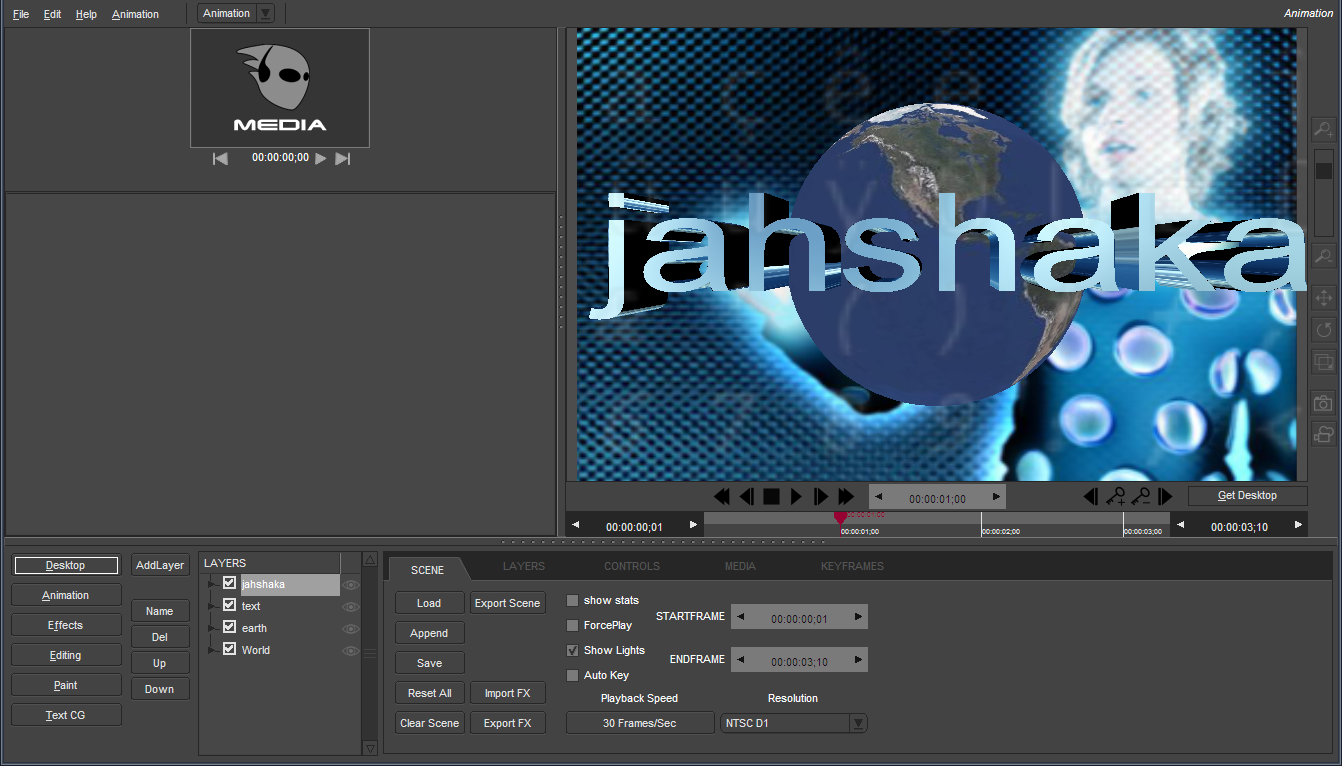 File Edit Help Animation Animation Animation
MEDIA
00:00:00;00
jahshaka
00:00:01;00 Get Desktop
00:00:00;01 00:00:03;10
00:00:01;00 00:00:02;00 00:00:03;00
Desktop
Animation
Effects
Editing
Paint
Text CG
AddLayer
Name
Del
Up
Down
LAYERS
jahshaka
text
earth
World
SCENE LAYERS CONTROLS MEDIA KEYFRAMES
Load Export Scene
Append
Save
Reset All Import FX
Clear Scene Export FX
show stats
ForcePlay
Show Lights
Auto Key
STARTFRAME 00:00:00;01
ENDFRAME 00:00:03;10
Playback Speed Resolution
30 Frames/Sec NTSC D1